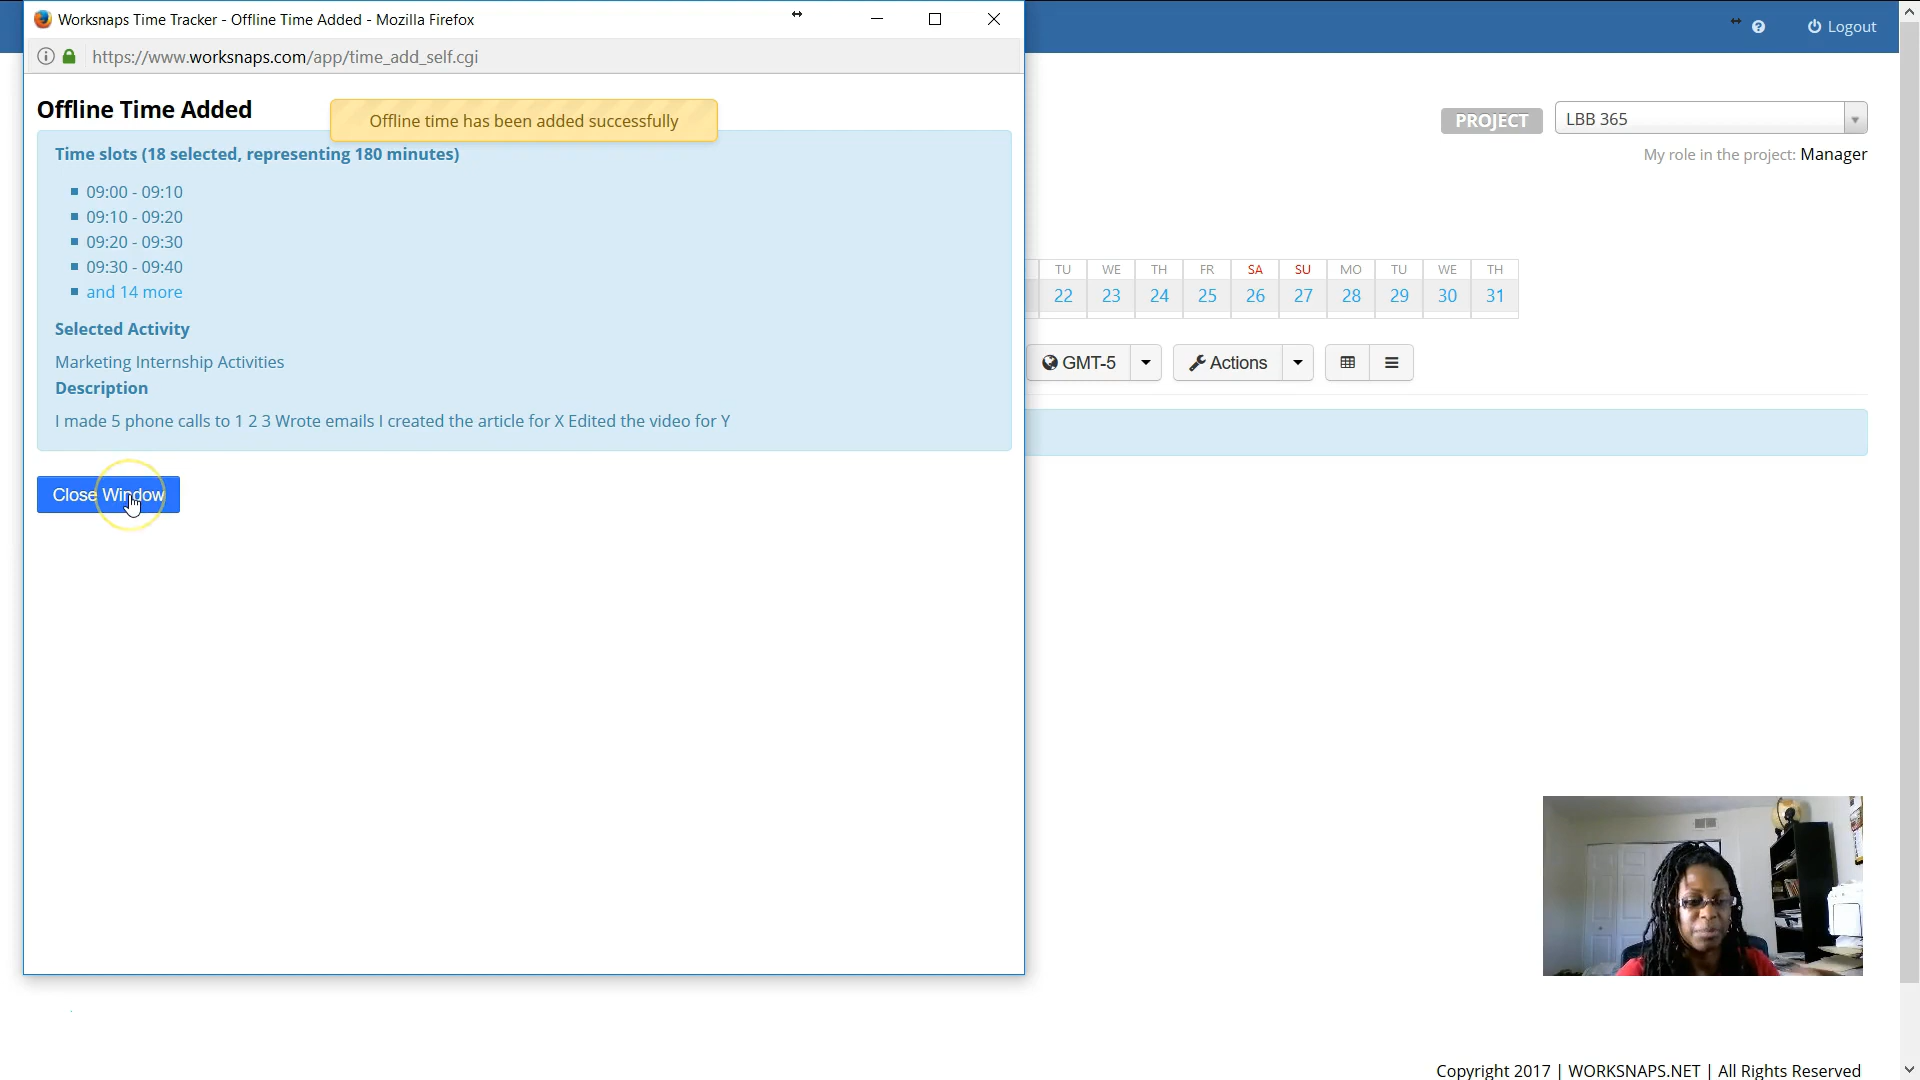 Worksnaps Time Tracker - Offline Time Added - Mozilla Firefox
https://www.worksnaps.com/app/time_add_self.cgi
Logout
Offline Time Added
Offline time has been added successfully
Time slots (18 selected, representing 180 minutes)
09:00 - 09:10
09:10 - 09:20
09:20 - 09:30
09:30 - 09:40
and 14 more
Selected Activity
Marketing Internship Activities
Description
I made 5 phone calls to 1 2 3 Wrote emails I created the article for X Edited the video for Y
Close Window
PROJECT LBB 365
My role in the project: Manager
TU WE TH FR SA SU MO TU WE TH
22 23 24 25 26 27 28 29 30 31
GMT-5 Actions
Copyright 2017 | WORKSNAPS.NET | All Rights Reserved